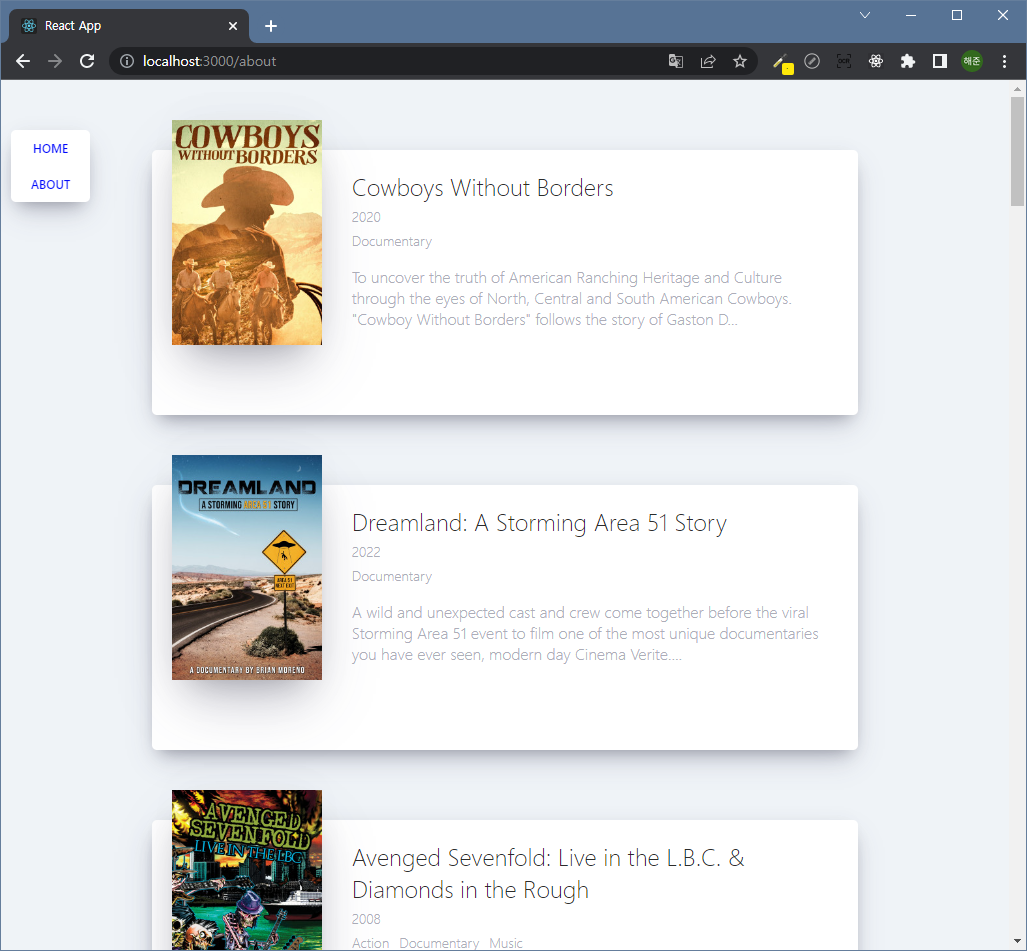 React App
localhost:3000/about
해준
HOME
ABOUT
COWBOYS
WITHOUT BORDERS
Cowboys Without Borders
2020
Documentary
To uncover the truth of American Ranching Heritage and Culture
through the eyes of North, Central and South American Cowboys.
"Cowboy Without Borders" follows the story of Gaston D...
DREAMLAND
A STORMING AREA 51 STORY
AREA 51
NEXT EXIT
A DOCUMENTARY BY BRIAN MORENO
Dreamland: A Storming Area 51 Story
2022
Documentary
A wild and unexpected cast and crew come together before the viral
Storming Area 51 event to film one of the most unique documentaries
you have ever seen, modern day Cinema Verite....
AVENGED
SEVENFOLD
LIVE IN THE LBC
Avenged Sevenfold: Live in the L.B.C. &
Diamonds in the Rough
2008
Action Documentary Music